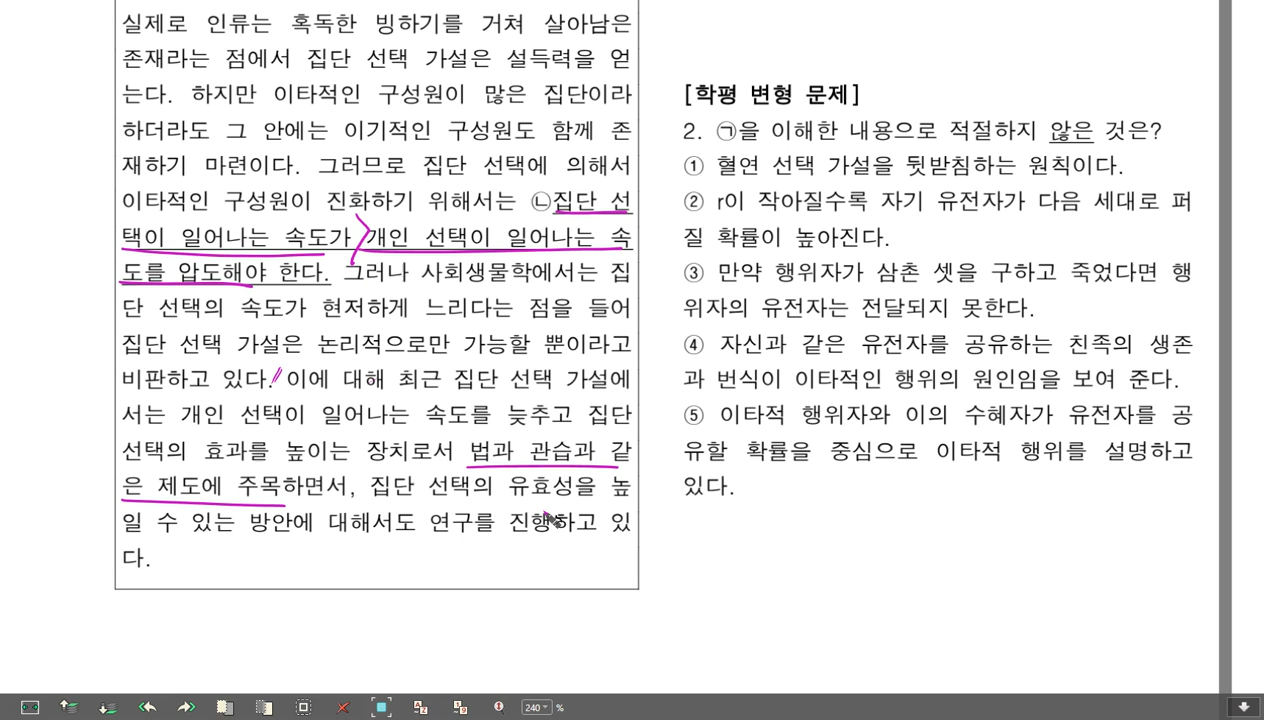 실제로 인류는 혹독한 빙하기를 거쳐 살아남은
존재라는 점에서 집단 선택 가설은 설득력을 얻
는다. 하지만 이타적인 구성원이 많은 집단이라
하더라도 그 안에는 이기적인 구성원도 함께 존
재하기 마련이다. 그러므로 집단 선택에 의해서
이타적인 구성원이 진화하기 위해서는 ㉡집단 선
택이 일어나는 속도가 개인 선택이 일어나는 속
도를 압도해야 한다. 그러나 사회생물학에서는 집
단 선택의 속도가 현저하게 느리다는 점을 들어
집단 선택 가설은 논리적으로만 가능할 뿐이라고
비판하고 있다. 이에 대해 최근 집단 선택 가설에
서는 개인 선택이 일어나는 속도를 늦추고 집단
선택의 효과를 높이는 장치로서 법과 관습과 같
은 제도에 주목하면서, 집단 선택의 유효성을 높
일 수 있는 방안에 대해서도 연구를 진행하고 있
다.
[학평 변형 문제]
2. ㉠을 이해한 내용으로 적절하지 않은 것은?
① 혈연 선택 가설을 뒷받침하는 원칙이다.
② r이 작아질수록 자기 유전자가 다음 세대로 퍼
질 확률이 높아진다.
③ 만약 행위자가 삼촌 셋을 구하고 죽었다면 행
위자의 유전자는 전달되지 못한다.
④ 자신과 같은 유전자를 공유하는 친족의 생존
과 번식이 이타적인 행위의 원인임을 보여 준다.
⑤ 이타적 행위자와 이의 수혜자가 유전자를 공
유할 확률을 중심으로 이타적 행위를 설명하고
있다.
240 %